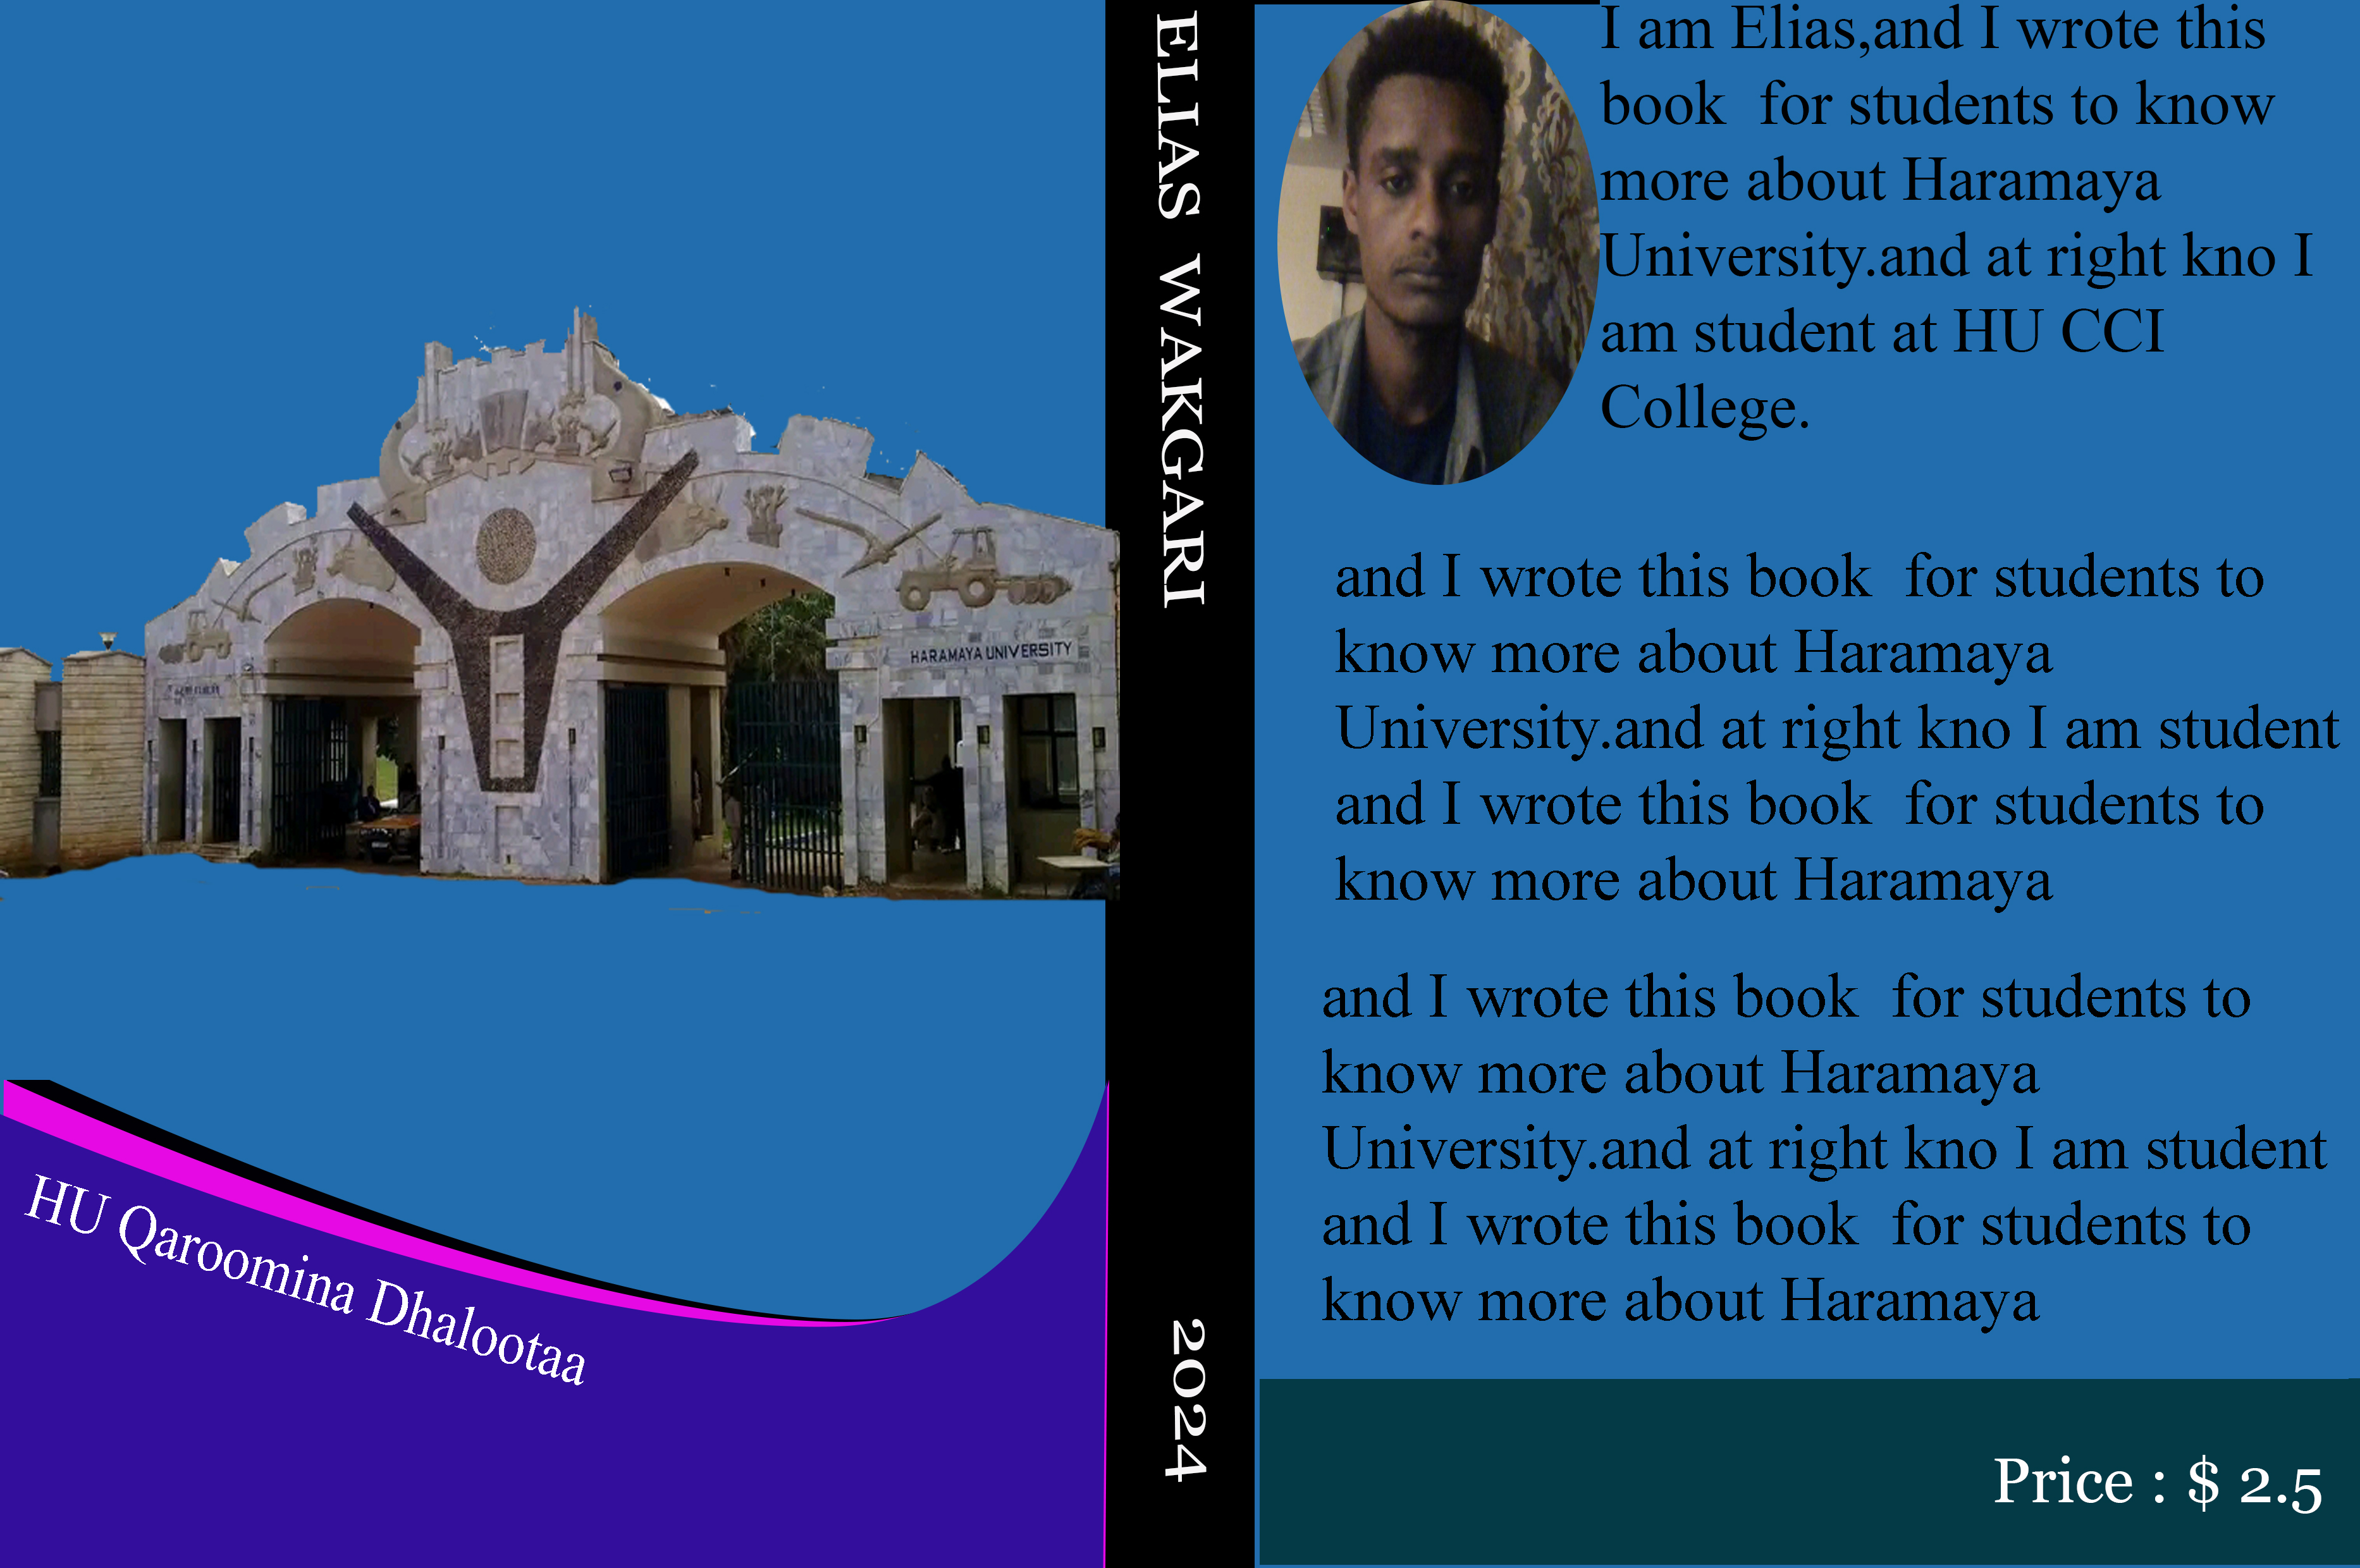 HARAMAYA UNIVERSITY
HU Qaroomina Dhalootaa
ELIAS WAKGARI
2024
I am Elias,and I wrote this
book  for students to know
more about Haramaya
University.and at right kno I
am student at HU CCI
College.
and I wrote this book  for students to
know more about Haramaya
University.and at right kno I am student
and I wrote this book  for students to
know more about Haramaya
and I wrote this book  for students to
know more about Haramaya
University.and at right kno I am student
and I wrote this book  for students to
know more about Haramaya
Price : $ 2.5